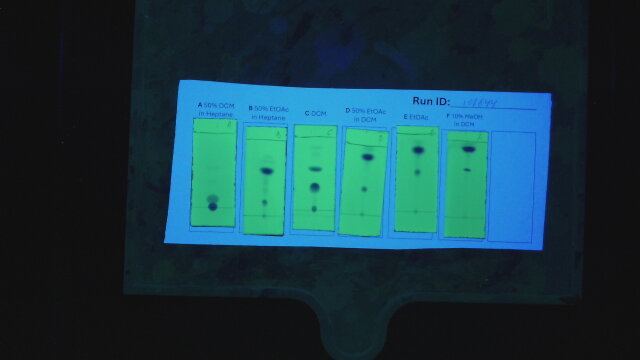 Run ID:
A 50% DCM
in Heptane
B 50% EtOAc
in Heptane
C DCM
D 50% EtOAc
in DCM
E EtOAc
F 10% MeOH
in DCM